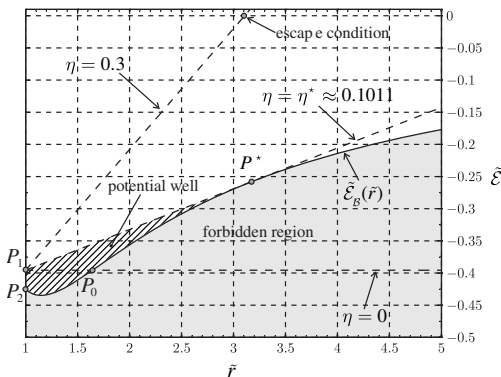 0
escape condition
−0.05
η = 0.3
−0.1
η = η* ≈ 0.1011
−0.15
P*
−0.2
potential well
ℰ̃_ℬ(r̃)
ℰ̃
−0.25
−0.3
forbidden region
−0.35
P₁
−0.4
P₀
P₂
−0.45
η = 0
−0.5
1 1.5 2 2.5 3 3.5 4 4.5 5
r̃